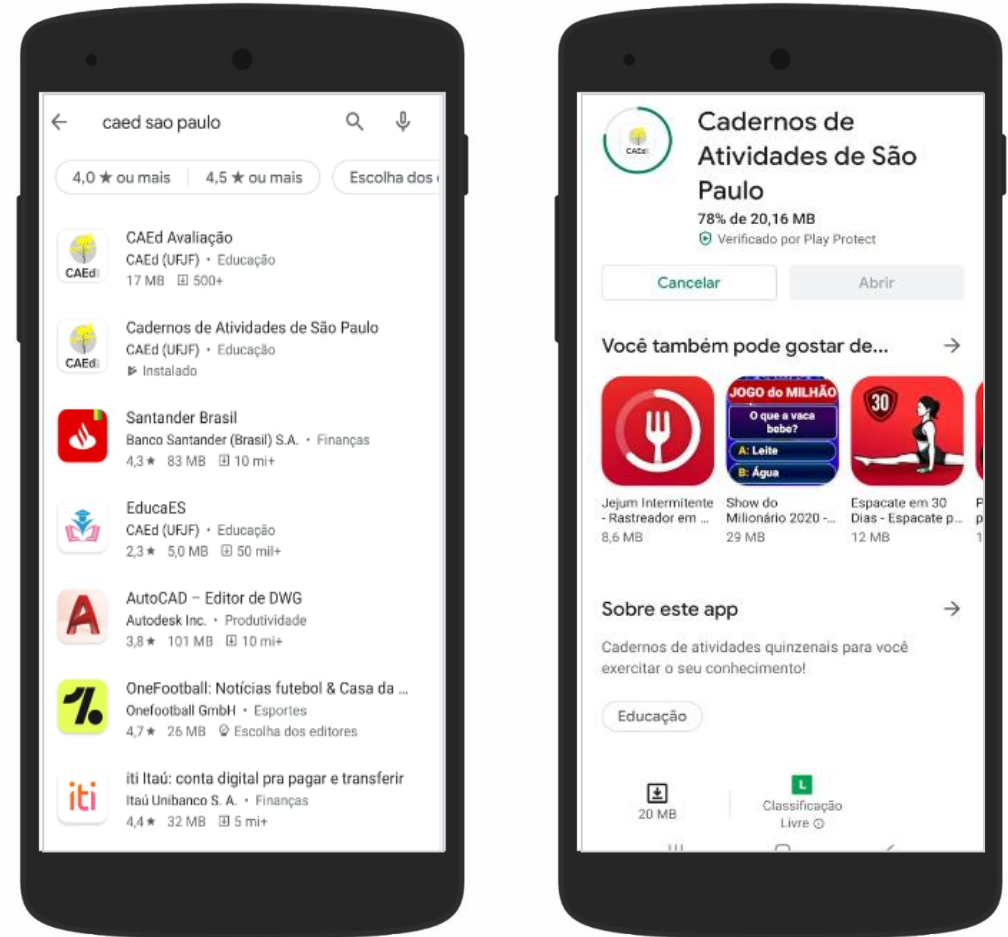 caed sao paulo
4,0 ★ ou mais 4,5 ★ ou mais Escolha dos
CAEd
CAEd Avaliação
CAEd (UFJF) • Educação
17 MB 500+
CAEd
Cadernos de Atividades de São Paulo
CAEd (UFJF) • Educação
Instalado
Santander Brasil
Banco Santander (Brasil) S.A. • Finanças
4,3 ★ 83 MB 10 mi+
EducaES
CAEd (UFJF) • Educação
2,3 ★ 5,0 MB 50 mil+
AutoCAD – Editor de DWG
Autodesk Inc. • Produtividade
3,8 ★ 101 MB 10 mi+
OneFootball: Notícias futebol & Casa da ...
Onefootball GmbH • Esportes
4,7 ★ 26 MB Escolha dos editores
iti
iti Itaú: conta digital pra pagar e transferir
Itaú Unibanco S. A. • Finanças
4,4 ★ 32 MB 5 mi+
CAEd
Cadernos de
Atividades de São
Paulo
78% de 20,16 MB
Verificado por Play Protect
Cancelar Abrir
Você também pode gostar de...
JOGO do MILHÃO
O que a vaca
bebe?
A: Leite
B: Água
30
Jejum Intermitente
- Rastreador em ...
8,6 MB
Show do
Milionário 2020 -...
29 MB
Espacate em 30
Dias - Espacate p...
12 MB
Sobre este app
Cadernos de atividades quinzenais para você
exercitar o seu conhecimento!
Educação
20 MB
L
Classificação
Livre